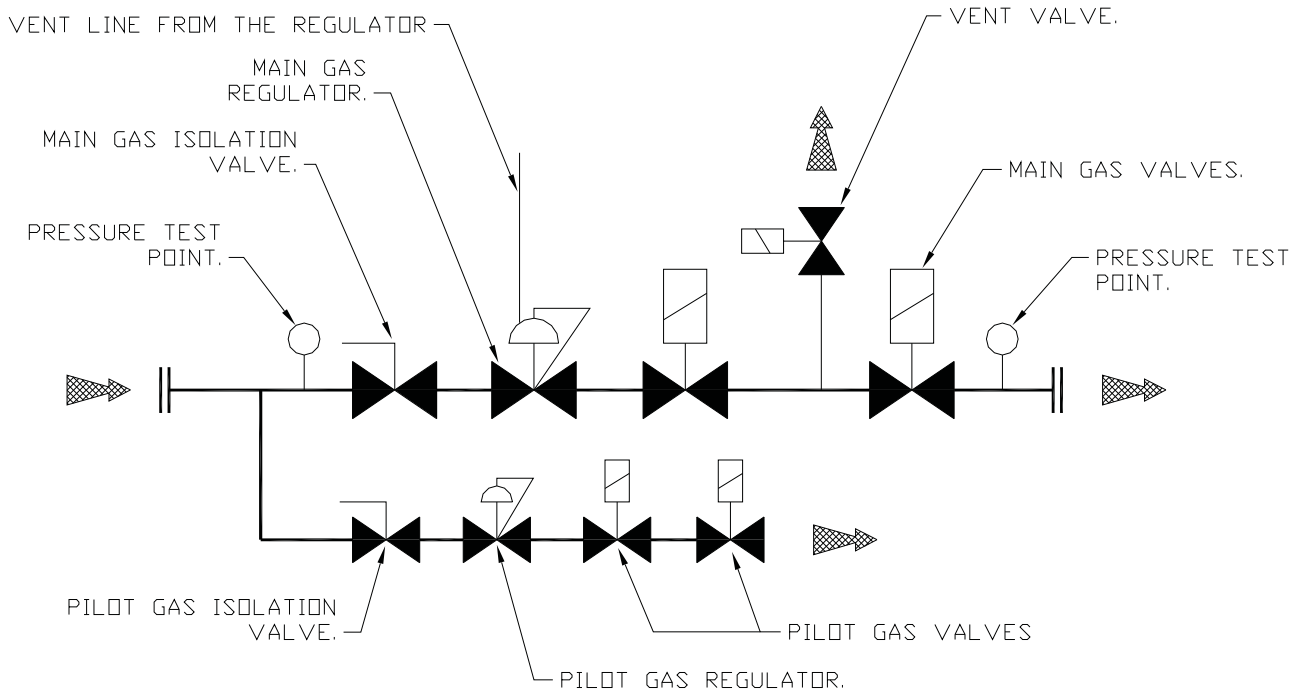 VENT LINE FROM THE REGULATOR
VENT VALVE.
MAIN GAS
REGULATOR.
MAIN GAS ISOLATION
VALVE.
MAIN GAS VALVES.
PRESSURE TEST
POINT.
PRESSURE TEST
POINT.
PILOT GAS ISOLATION
VALVE.
PILOT GAS VALVES
PILOT GAS REGULATOR.